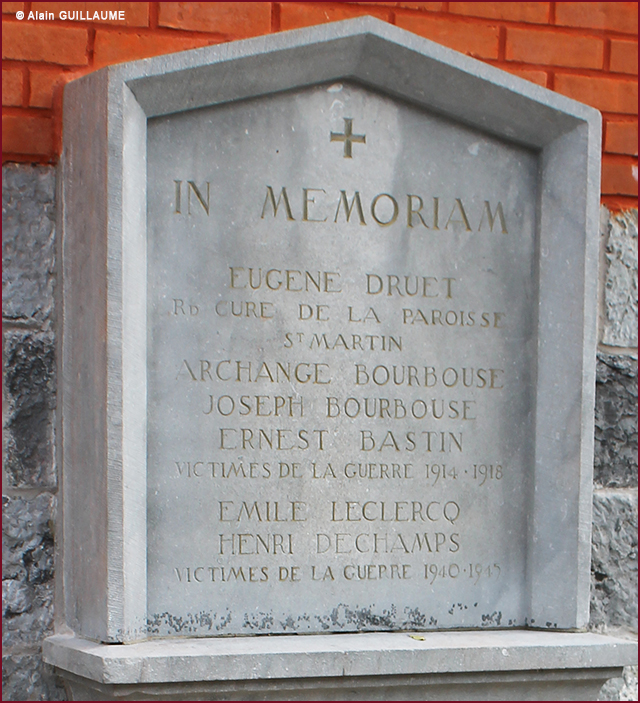 © Alain GUILLAUME
IN MEMORIAM
EUGENE DRUET
RD CURE DE LA PAROISSE
ST MARTIN
ARCHANGE BOURBOUSE
JOSEPH BOURBOUSE
ERNEST BASTIN
VICTIMES DE LA GUERRE 1914·1918
EMILE LECLERCQ
HENRI DECHAMPS
VICTIMES DE LA GUERRE 1940·1945